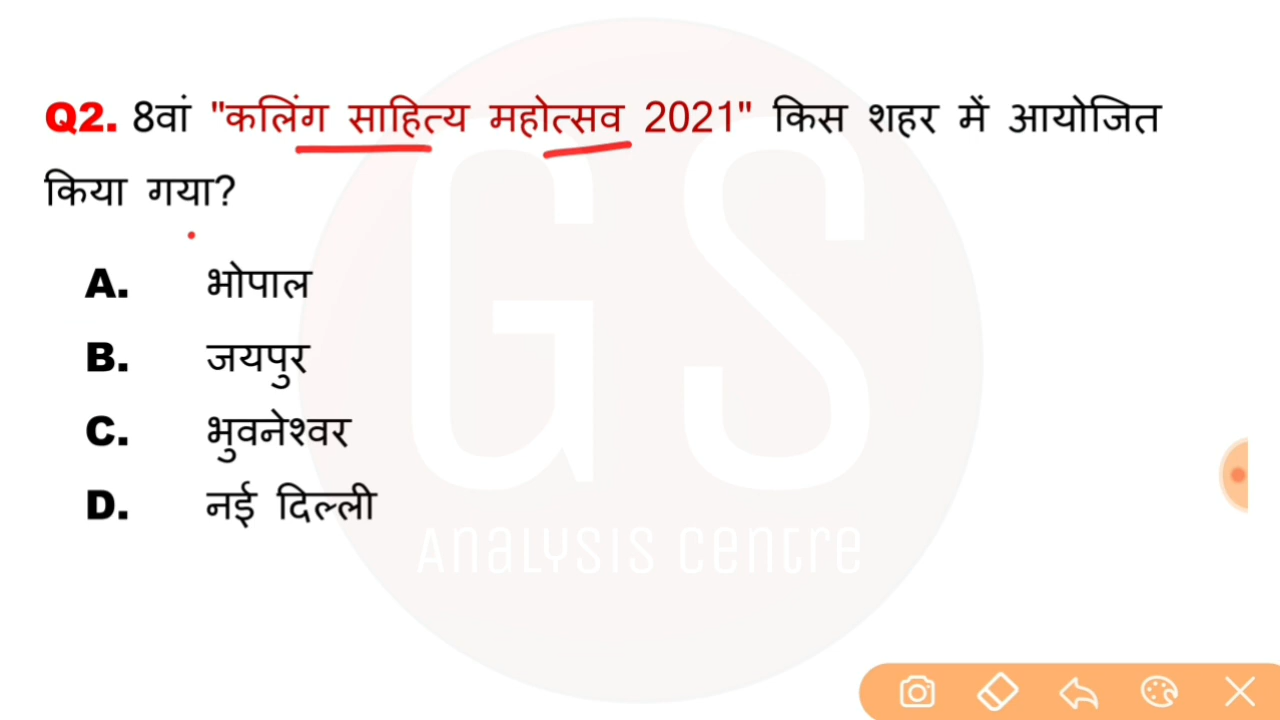 Q2. 8वां "कलिंग साहित्य महोत्सव 2021" किस शहर में आयोजित
किया गया?
A. भोपाल
B. जयपुर
C. भुवनेश्वर
D. नई दिल्ली
GS
Analysis Centre